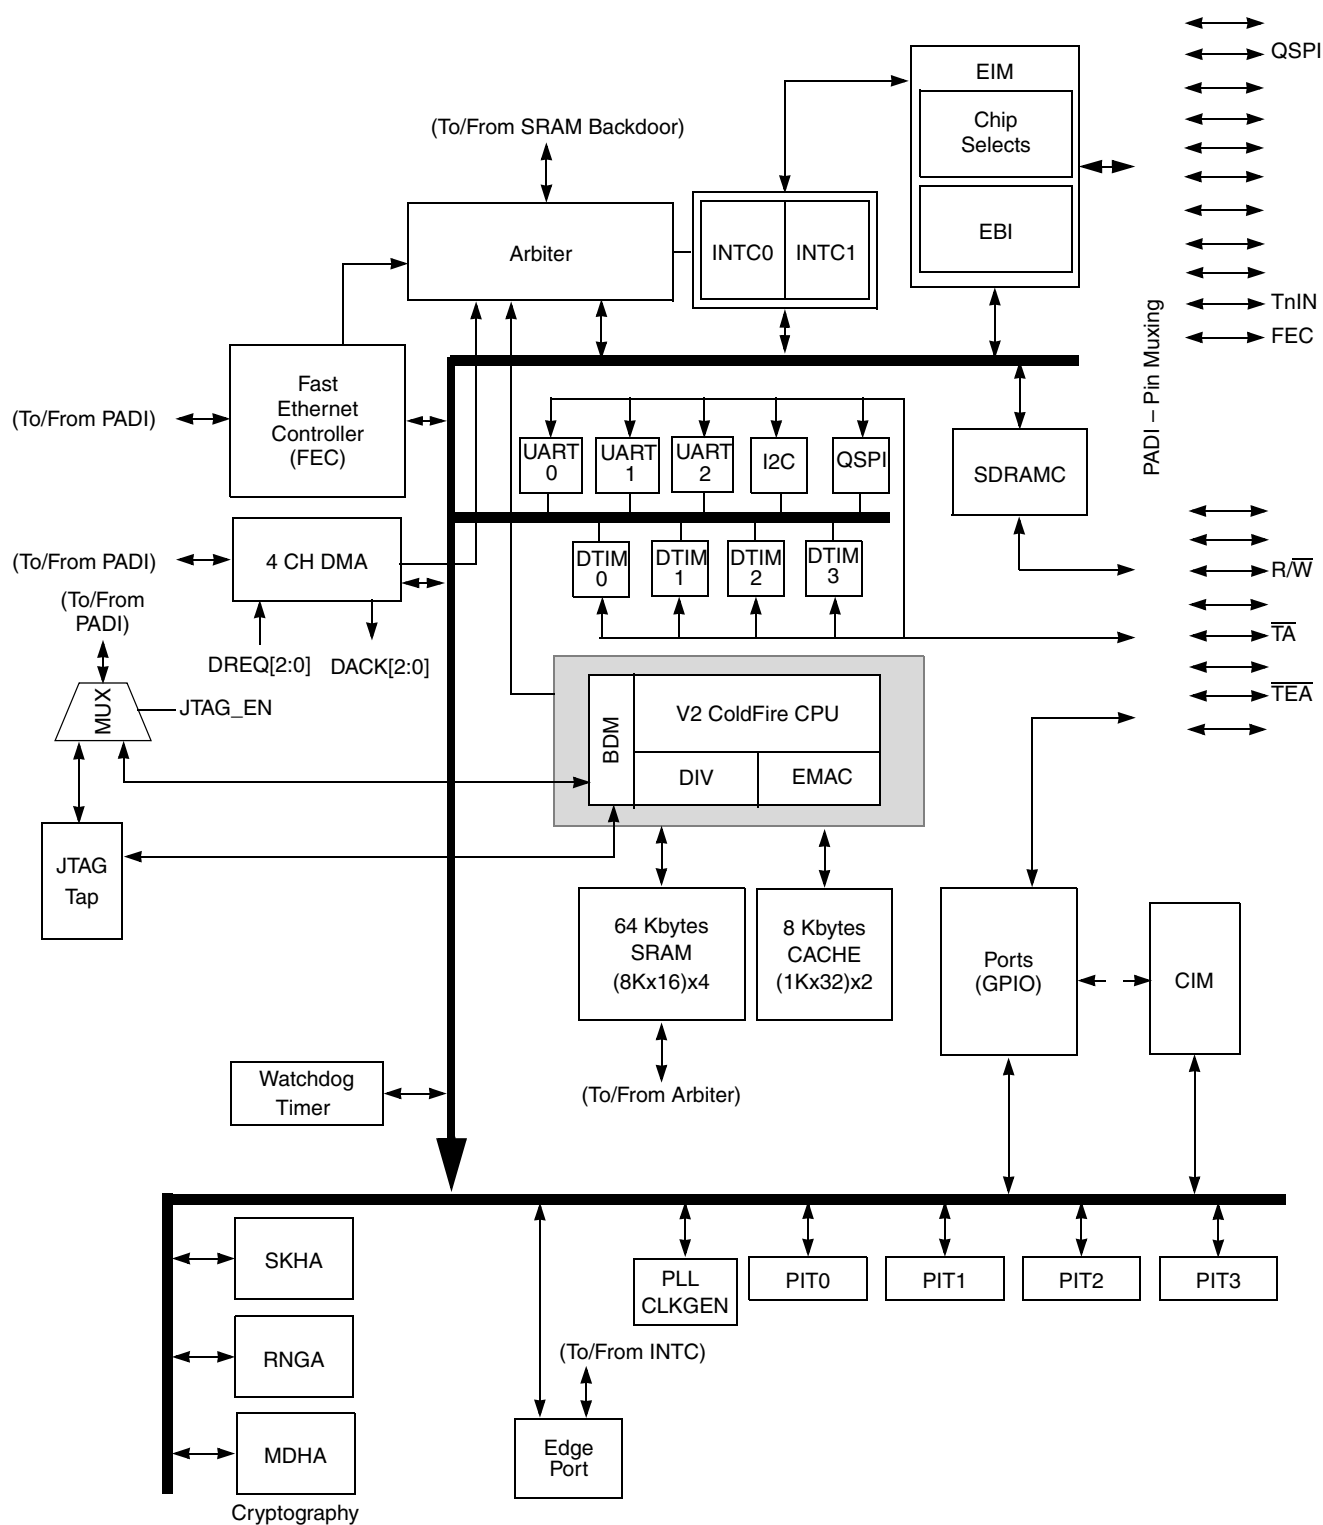 QSPI
EIM
Chip
Selects
(To/From SRAM Backdoor)
EBI
Arbiter
INTC0
INTC1
TnIN
FEC
PADI – Pin Muxing
Fast
Ethernet
Controller
(FEC)
(To/From PADI)
UART
0
UART
1
UART
2
I2C
QSPI
SDRAMC
4 CH DMA
(To/From PADI)
DTIM
0
DTIM
1
DTIM
2
DTIM
3
R/W̅
(To/From
PADI)
T̅A̅
DREQ[2:0]
DACK[2:0]
T̅E̅A̅
MUX
JTAG_EN
BDM
V2 ColdFire CPU
DIV
EMAC
JTAG
Tap
64 Kbytes
SRAM
(8Kx16)x4
8 Kbytes
CACHE
(1Kx32)x2
Ports
(GPIO)
CIM
Watchdog
Timer
(To/From Arbiter)
SKHA
PLL
CLKGEN
PIT0
PIT1
PIT2
PIT3
RNGA
(To/From INTC)
MDHA
Edge
Port
Cryptography